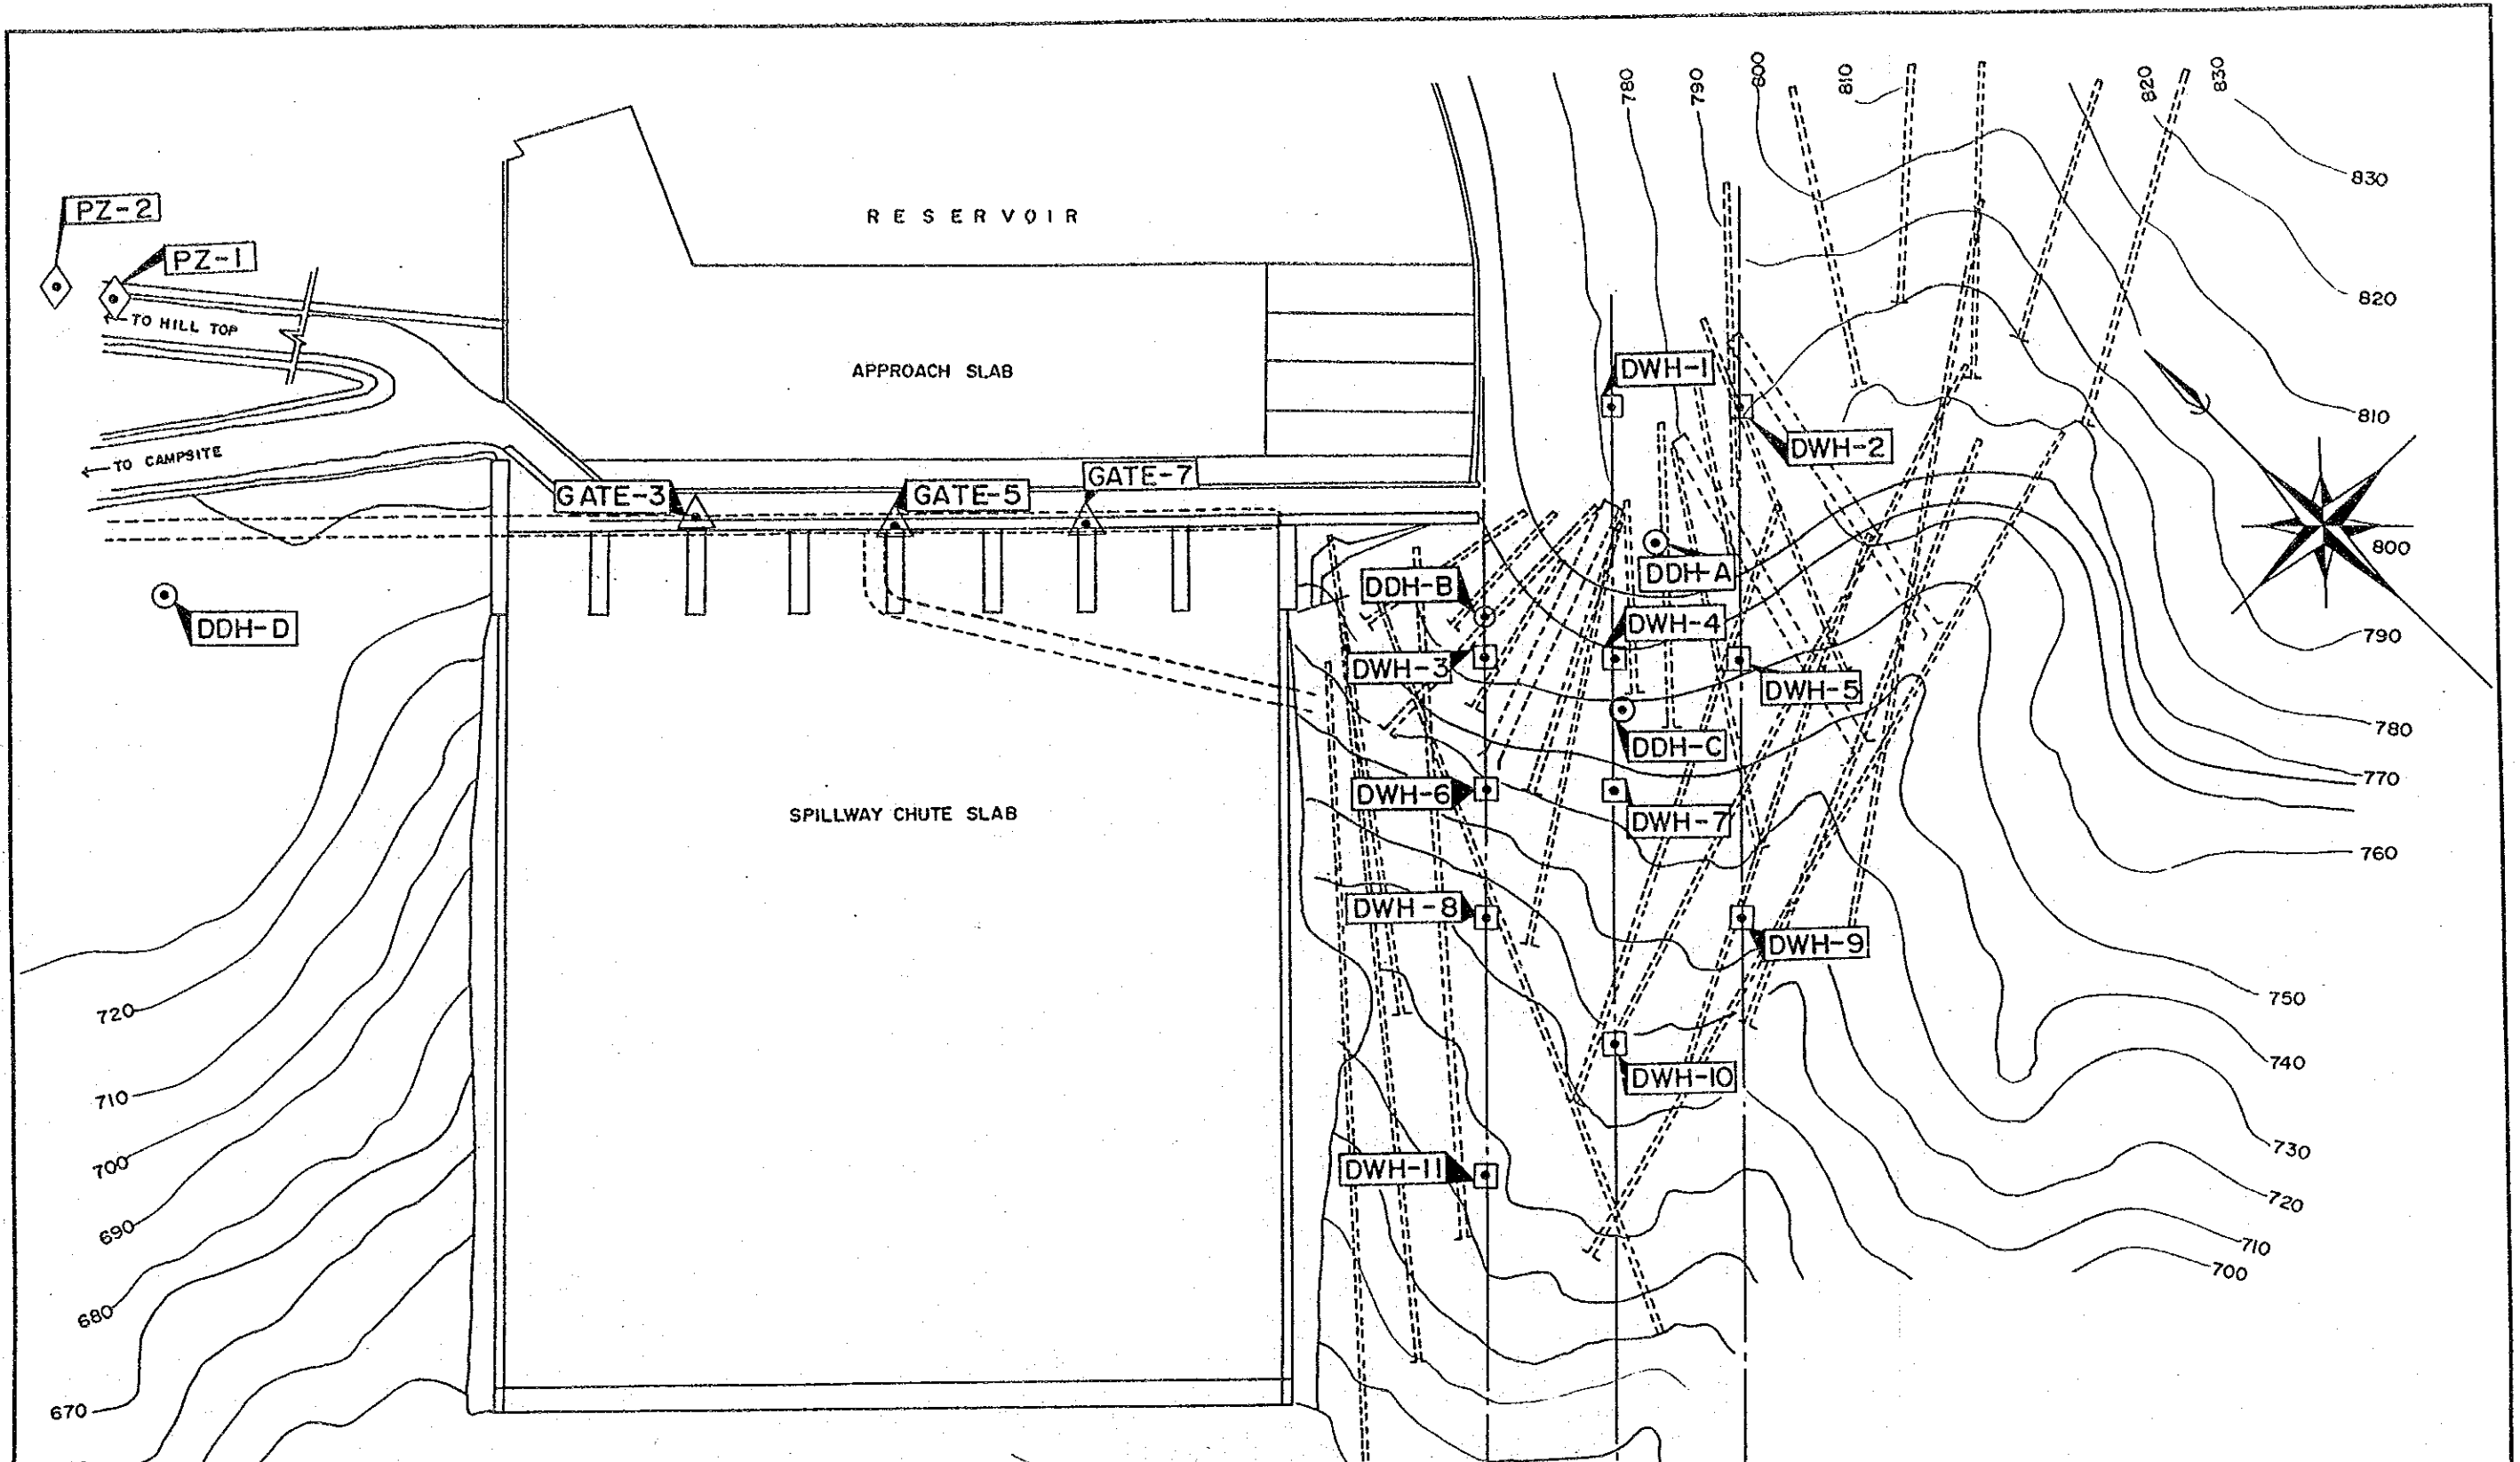 780
790
800
810
820
830
830
PZ-2
RESERVOIR
PZ-1
820
TO HILL TOP
APPROACH SLAB
DWH-1
810
DWH-2
TO CAMPSITE
GATE-3
GATE-5
GATE-7
800
DDH-A
DDH-B
DDH-D
DWH-4
790
DWH-3
DWH-5
780
DDH-C
770
DWH-6
SPILLWAY CHUTE SLAB
DWH-7
760
DWH-8
DWH-9
750
720
740
DWH-10
710
730
700
DWH-11
720
690
710
700
680
670